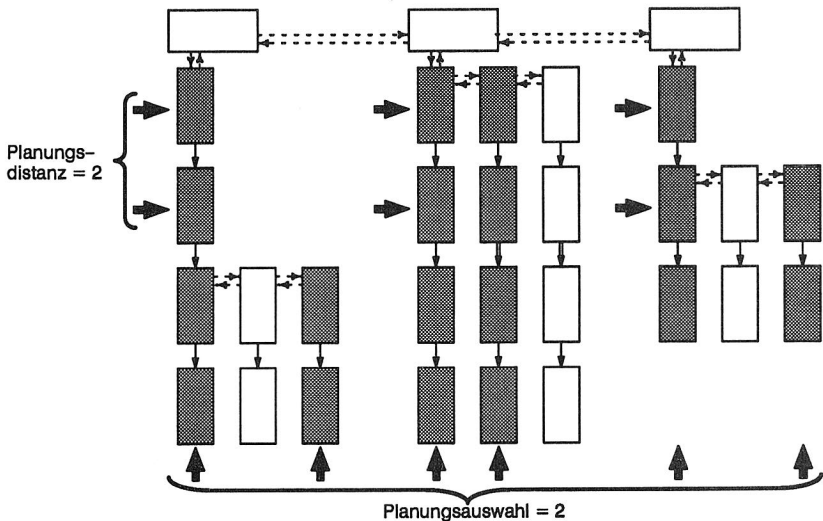 Planungs–
distanz = 2
Planungsauswahl = 2